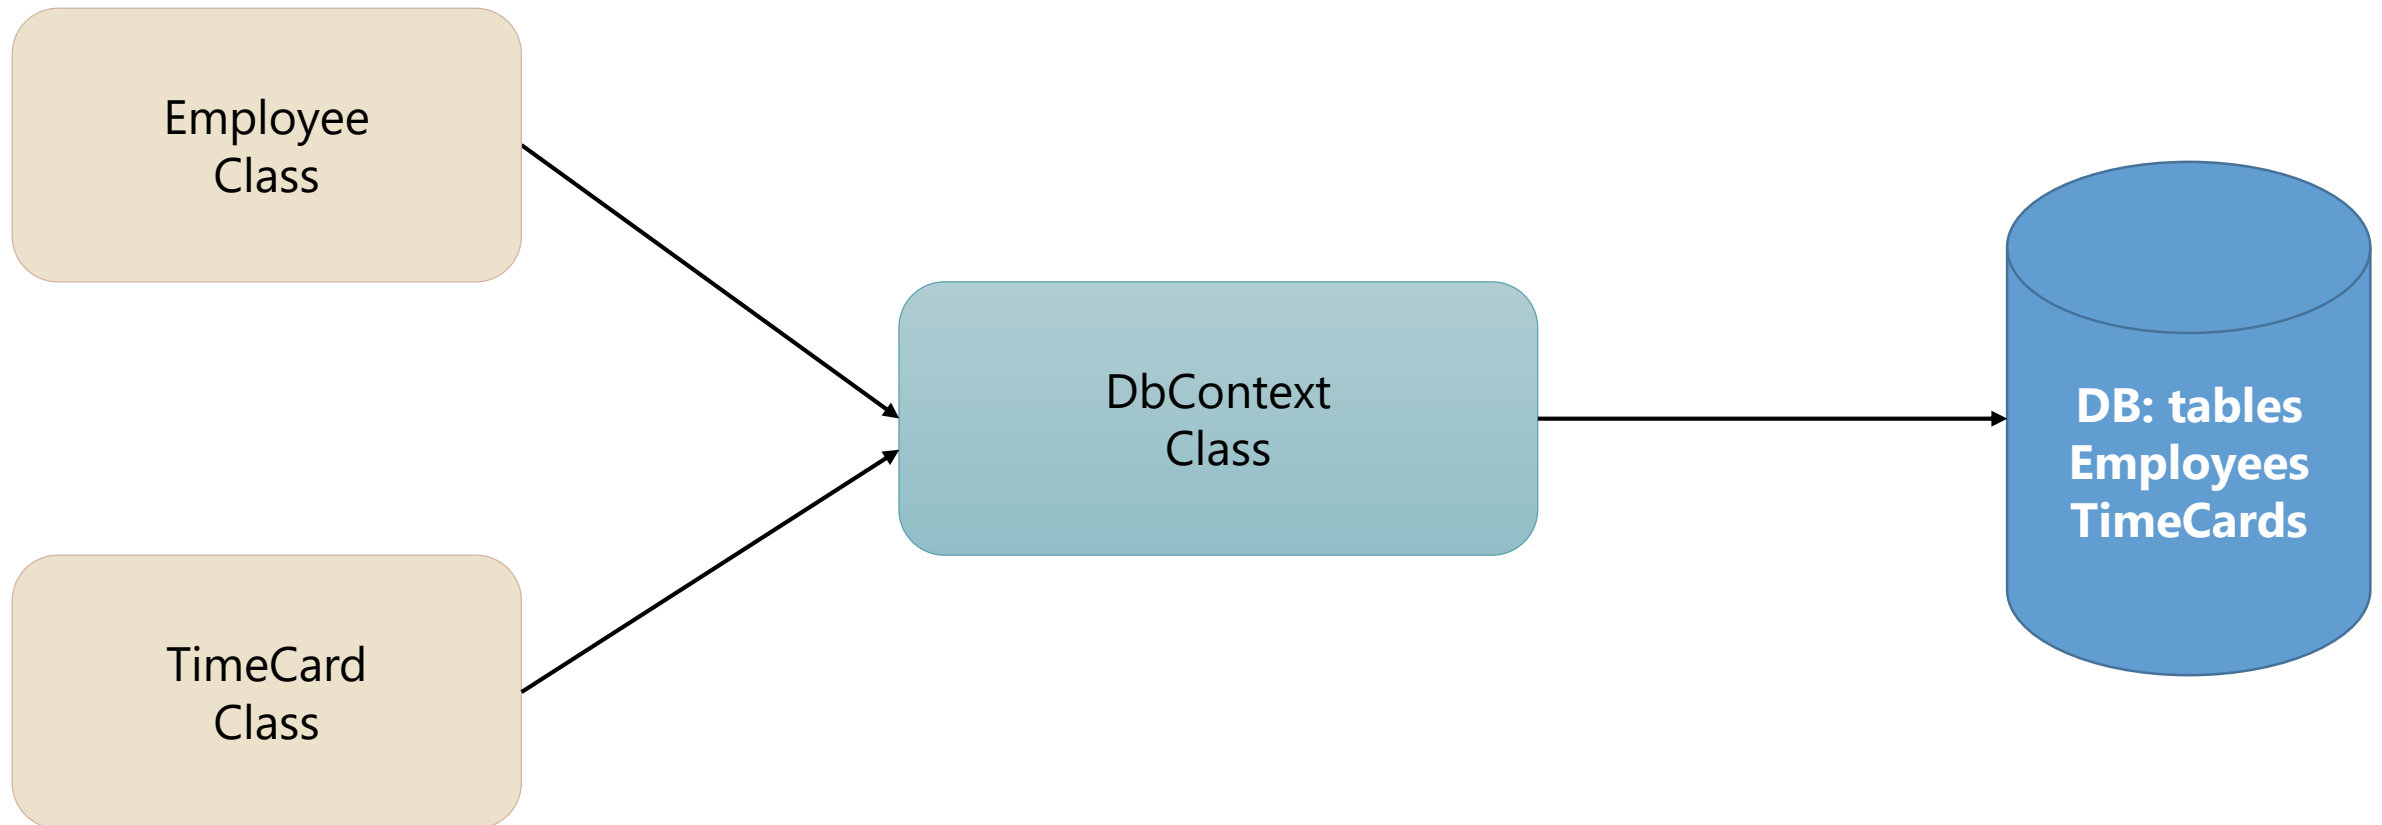 Employee
Class
DbContext
Class
DB: tables
Employees
TimeCards
TimeCard
Class